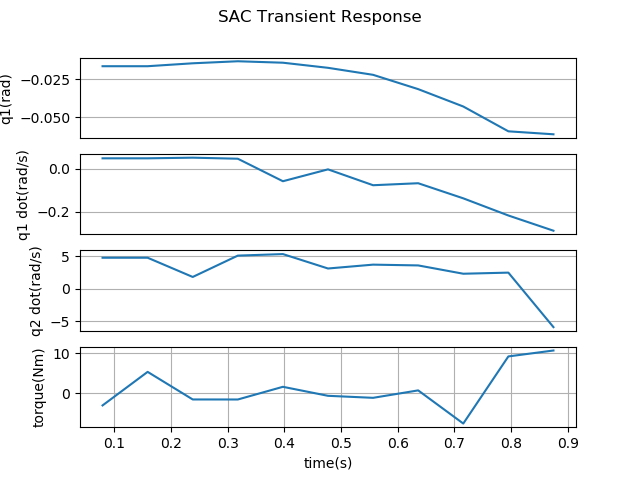 SAC Transient Response
q1(rad)
−0.025
−0.050
q1 dot(rad/s)
0.0
−0.2
q2 dot(rad/s)
5
0
−5
torque(Nm)
10
0
0.1 0.2 0.3 0.4 0.5 0.6 0.7 0.8 0.9
time(s)